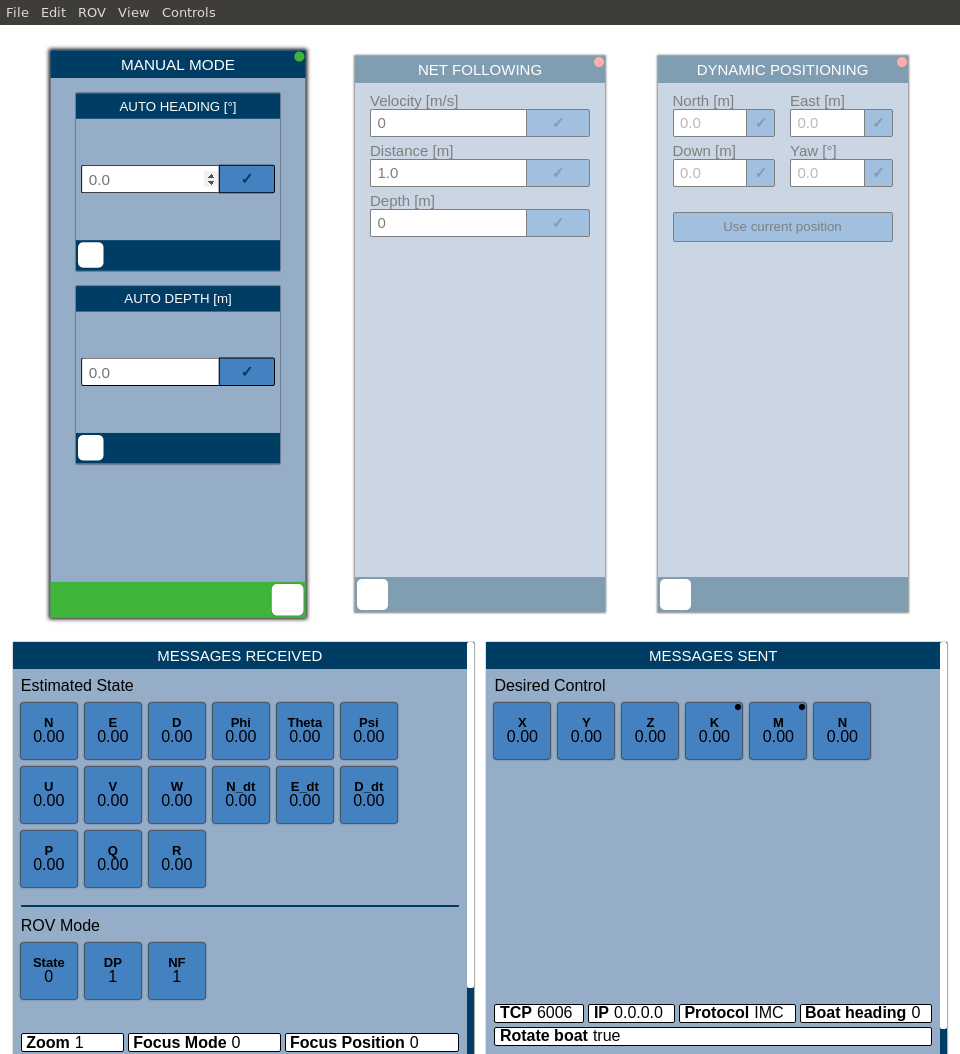 File Edit ROV View Controls
MANUAL MODE
AUTO HEADING [°]
0.0 ✓
AUTO DEPTH [m]
0.0 ✓
NET FOLLOWING
Velocity [m/s]
0 ✓
Distance [m]
1.0 ✓
Depth [m]
0 ✓
DYNAMIC POSITIONING
North [m] East [m]
0.0 ✓ 0.0 ✓
Down [m] Yaw [°]
0.0 ✓ 0.0 ✓
Use current position
MESSAGES RECEIVED
Estimated State
N E D Phi Theta Psi
0.00 0.00 0.00 0.00 0.00 0.00
U V W N_dt E_dt D_dt
0.00 0.00 0.00 0.00 0.00 0.00
P Q R
0.00 0.00 0.00
ROV Mode
State DP NF
0 1 1
Zoom 1 Focus Mode 0 Focus Position 0
MESSAGES SENT
Desired Control
X Y Z K M N
0.00 0.00 0.00 0.00 0.00 0.00
TCP 6006 IP 0.0.0.0 Protocol IMC Boat heading 0
Rotate boat true